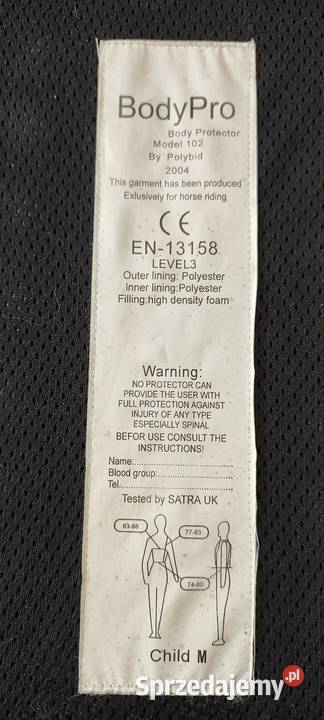 BodyPro
Body Protector
Model 102
By Polybid
2004
This garment has been produced
Exlusively for horse riding
CE
EN-13158
LEVEL3
Outer lining: Polyester
Inner lining:Polyester
Filling:high density foam
Warning:
NO PROTECTOR CAN
PROVIDE THE USER WITH
FULL PROTECTION AGAINST
INJURY OF ANY TYPE
ESPECIALLY SPINAL
BEFOR USE CONSULT THE
INSTRUCTIONS!
Name:
Blood group:
Tel.
Tested by SATRA UK
83-88
77-83
74-80
Child M
Sprzedajemy.pl